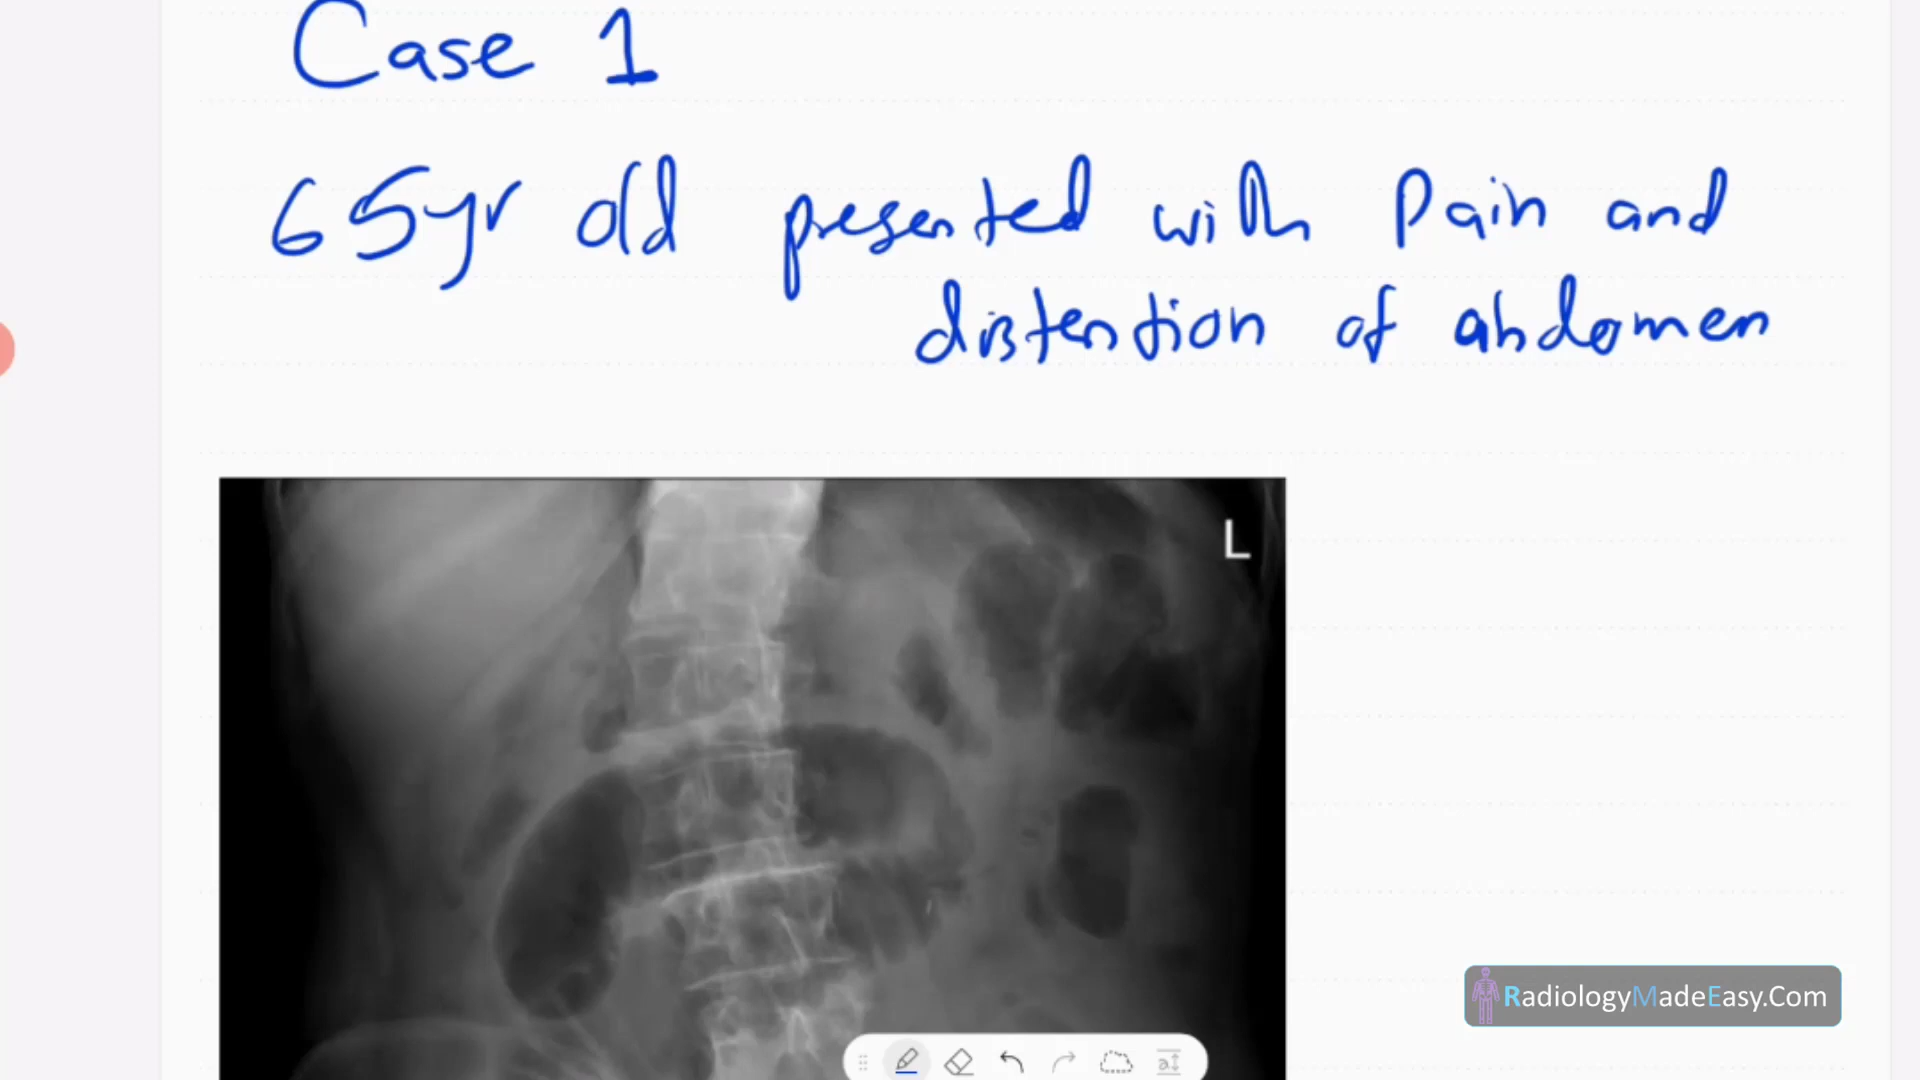 Case 1
65yr old presented with Pain and
distention of abdomen
L
RadiologyMadeEasy.Com